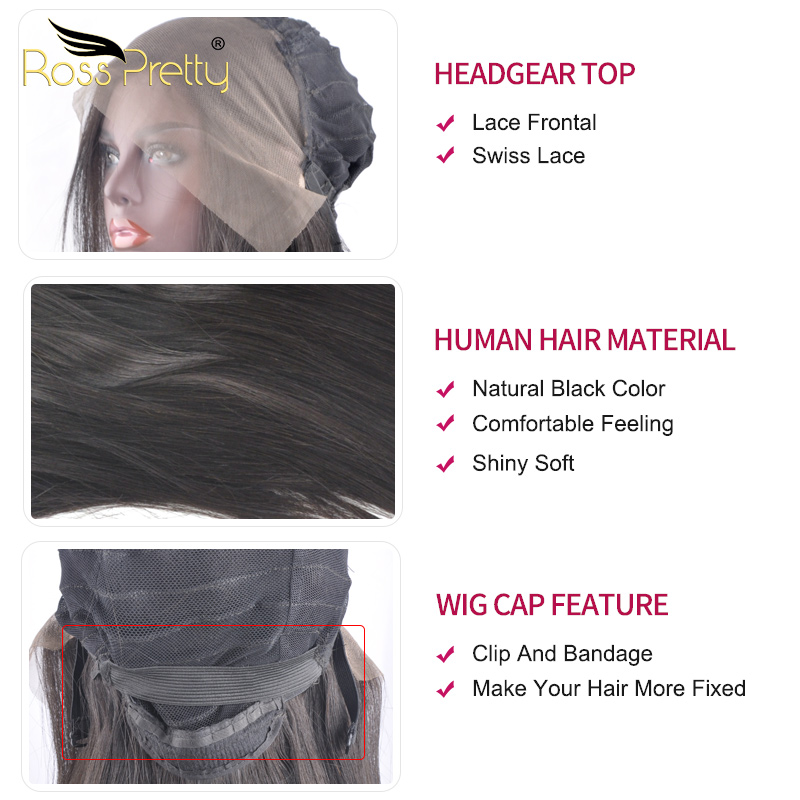 Ross Pretty ®
HEADGEAR TOP
Lace Frontal
Swiss Lace
HUMAN HAIR MATERIAL
Natural Black Color
Comfortable Feeling
Shiny Soft
WIG CAP FEATURE
Clip And Bandage
Make Your Hair More Fixed